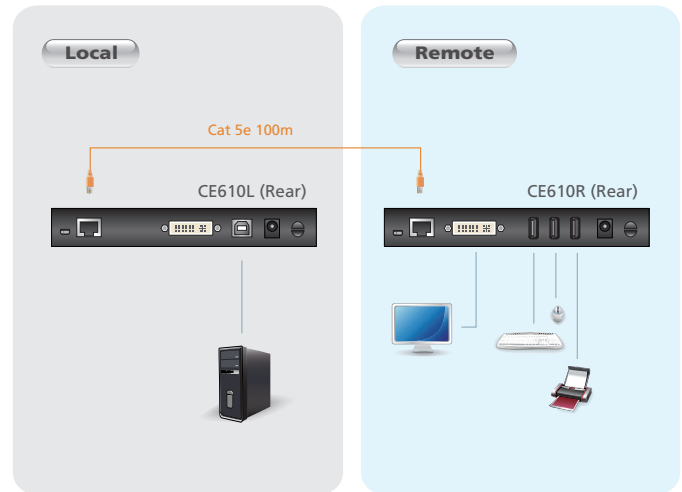 Local
Remote
Cat 5e 100m
CE610L (Rear)
CE610R (Rear)